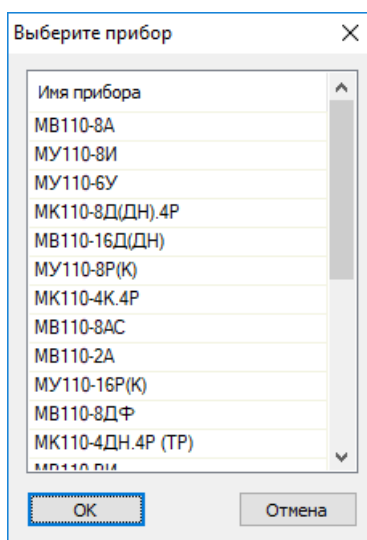 Выберите прибор
Имя прибора
МВ110-8А
МУ110-8И
МУ110-6У
МК110-8Д(ДН).4Р
МВ110-16Д(ДН)
МУ110-8Р(К)
МК110-4К.4Р
МВ110-8АС
МВ110-2А
МУ110-16Р(К)
МВ110-8ДФ
МК110-4ДН.4Р (ТР)
OK
Отмена